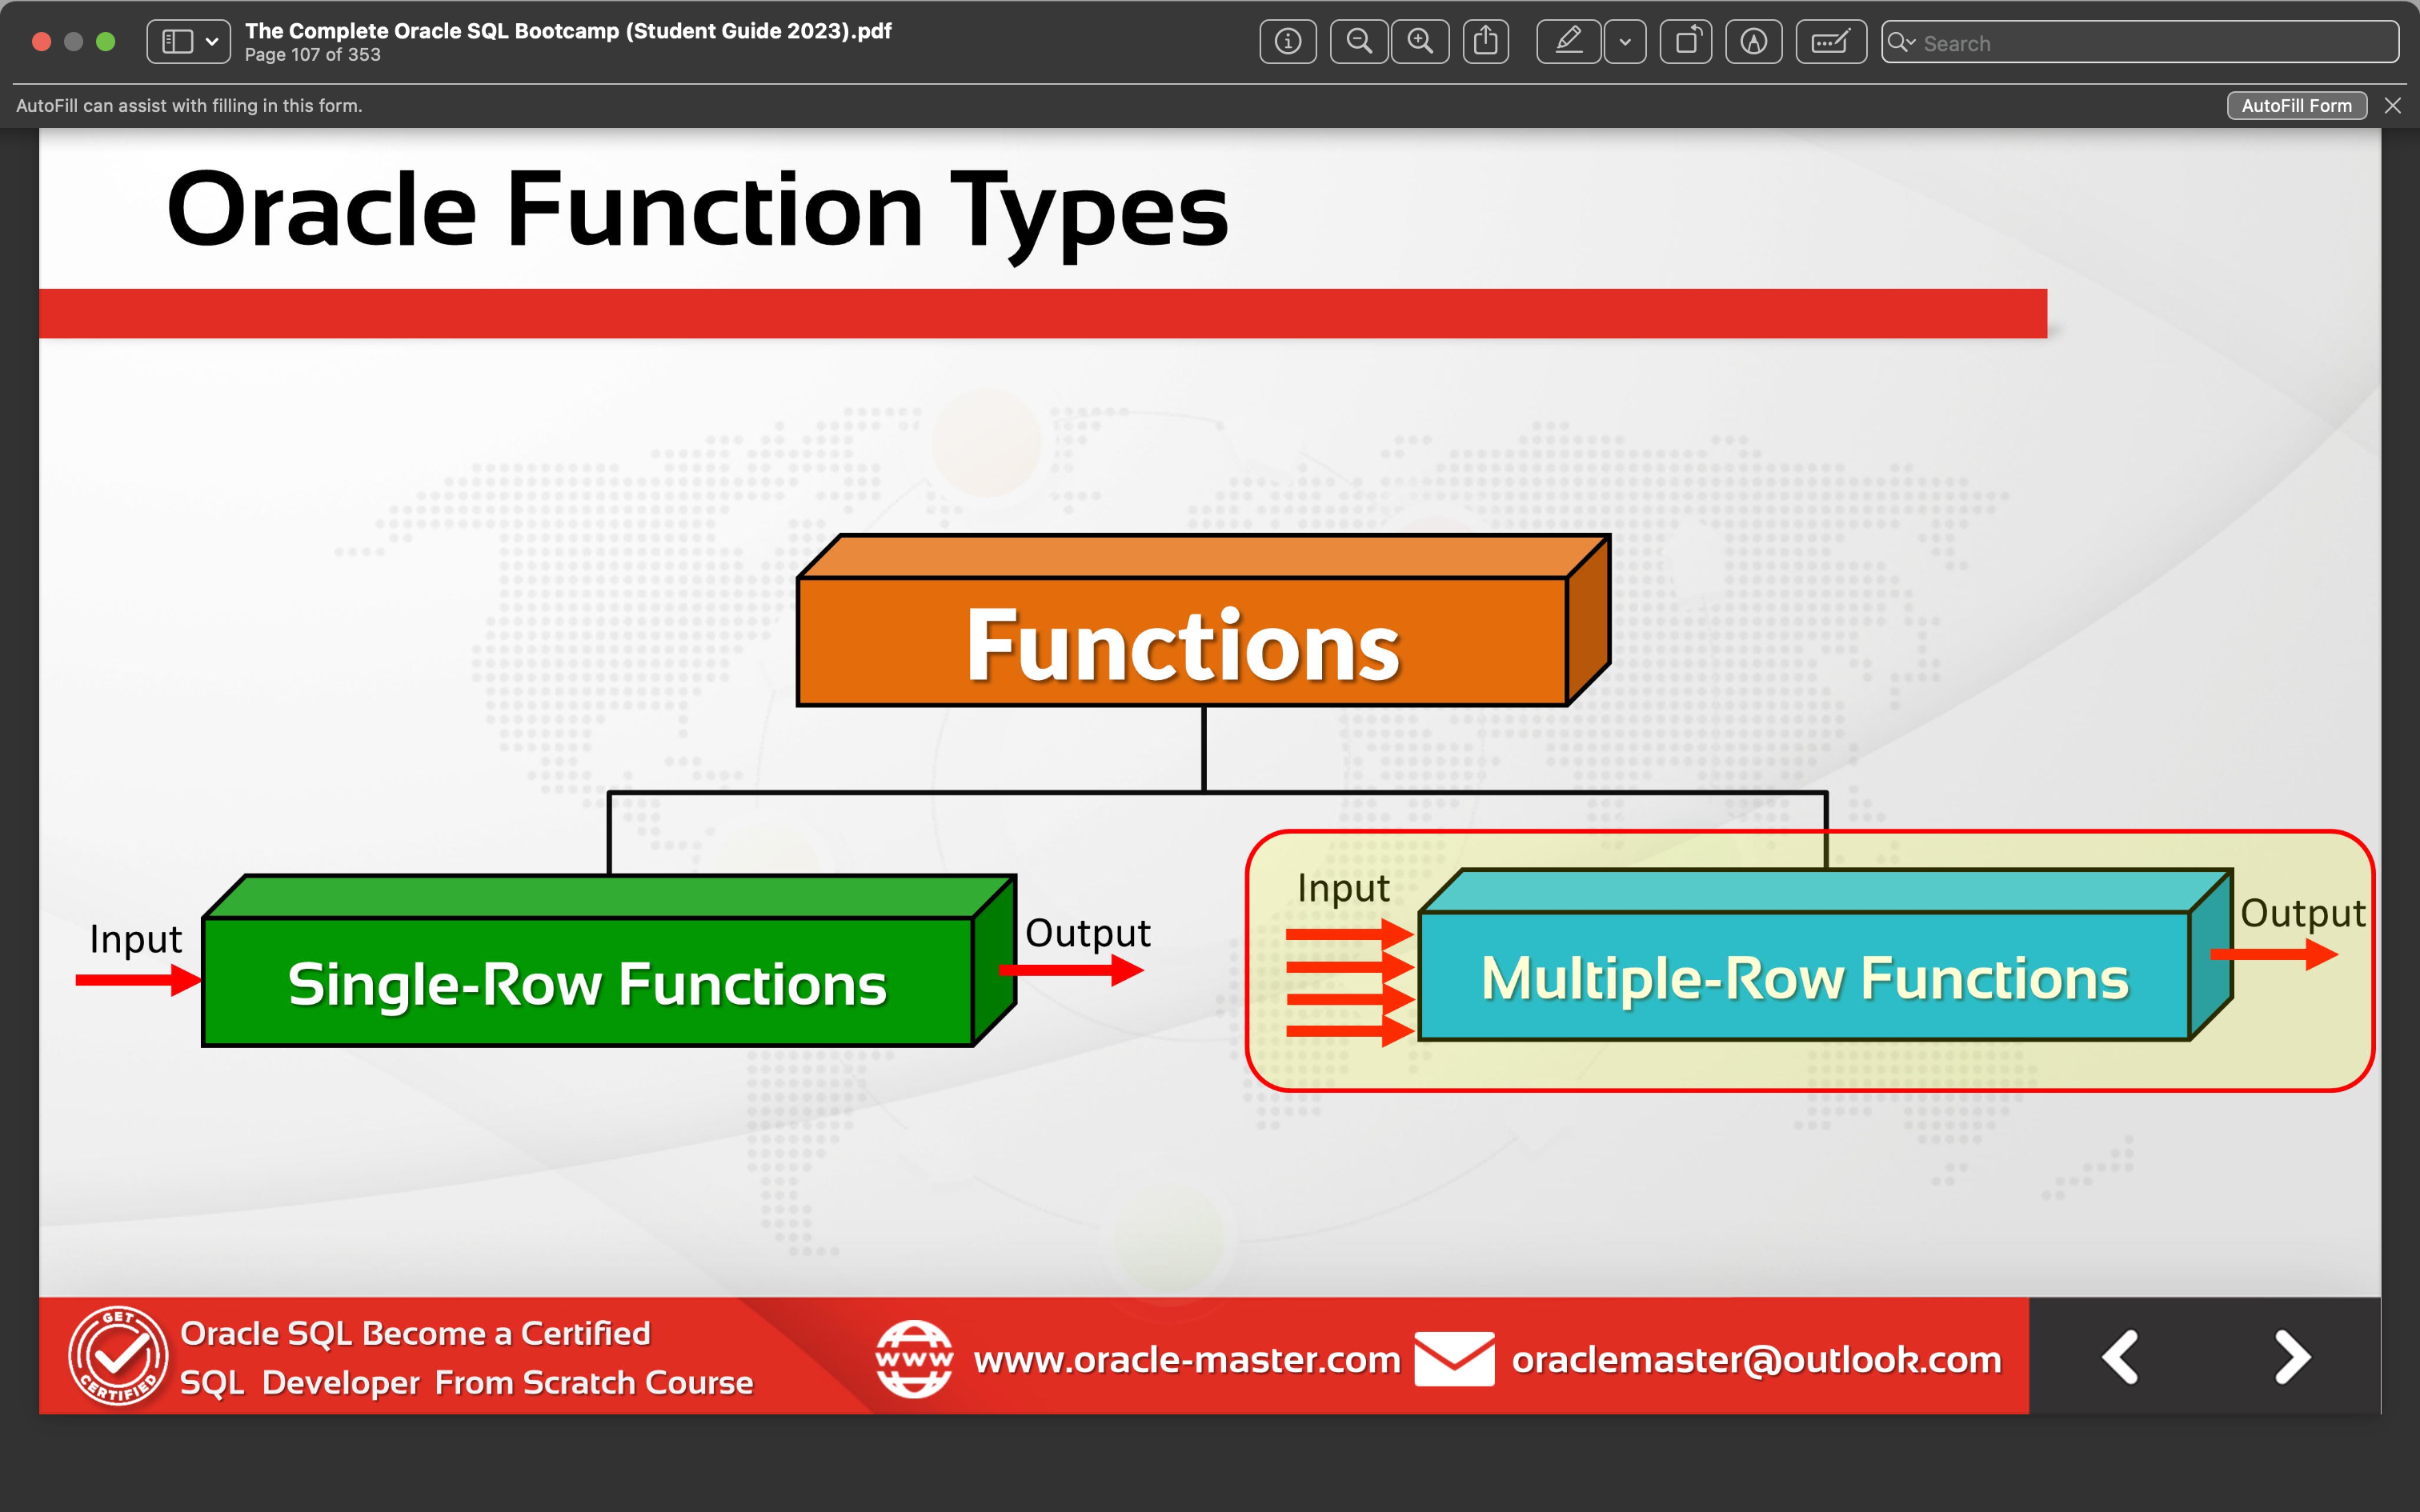 The Complete Oracle SQL Bootcamp (Student Guide 2023).pdf
Page 107 of 353
Search
AutoFill can assist with filling in this form.
AutoFill Form
Oracle Function Types
Functions
Input
Single-Row Functions
Output
Input
Multiple-Row Functions
Output
GET
CERTIFIED
Oracle SQL Become a Certified
SQL Developer From Scratch Course
www
www.oracle-master.com
oraclemaster@outlook.com